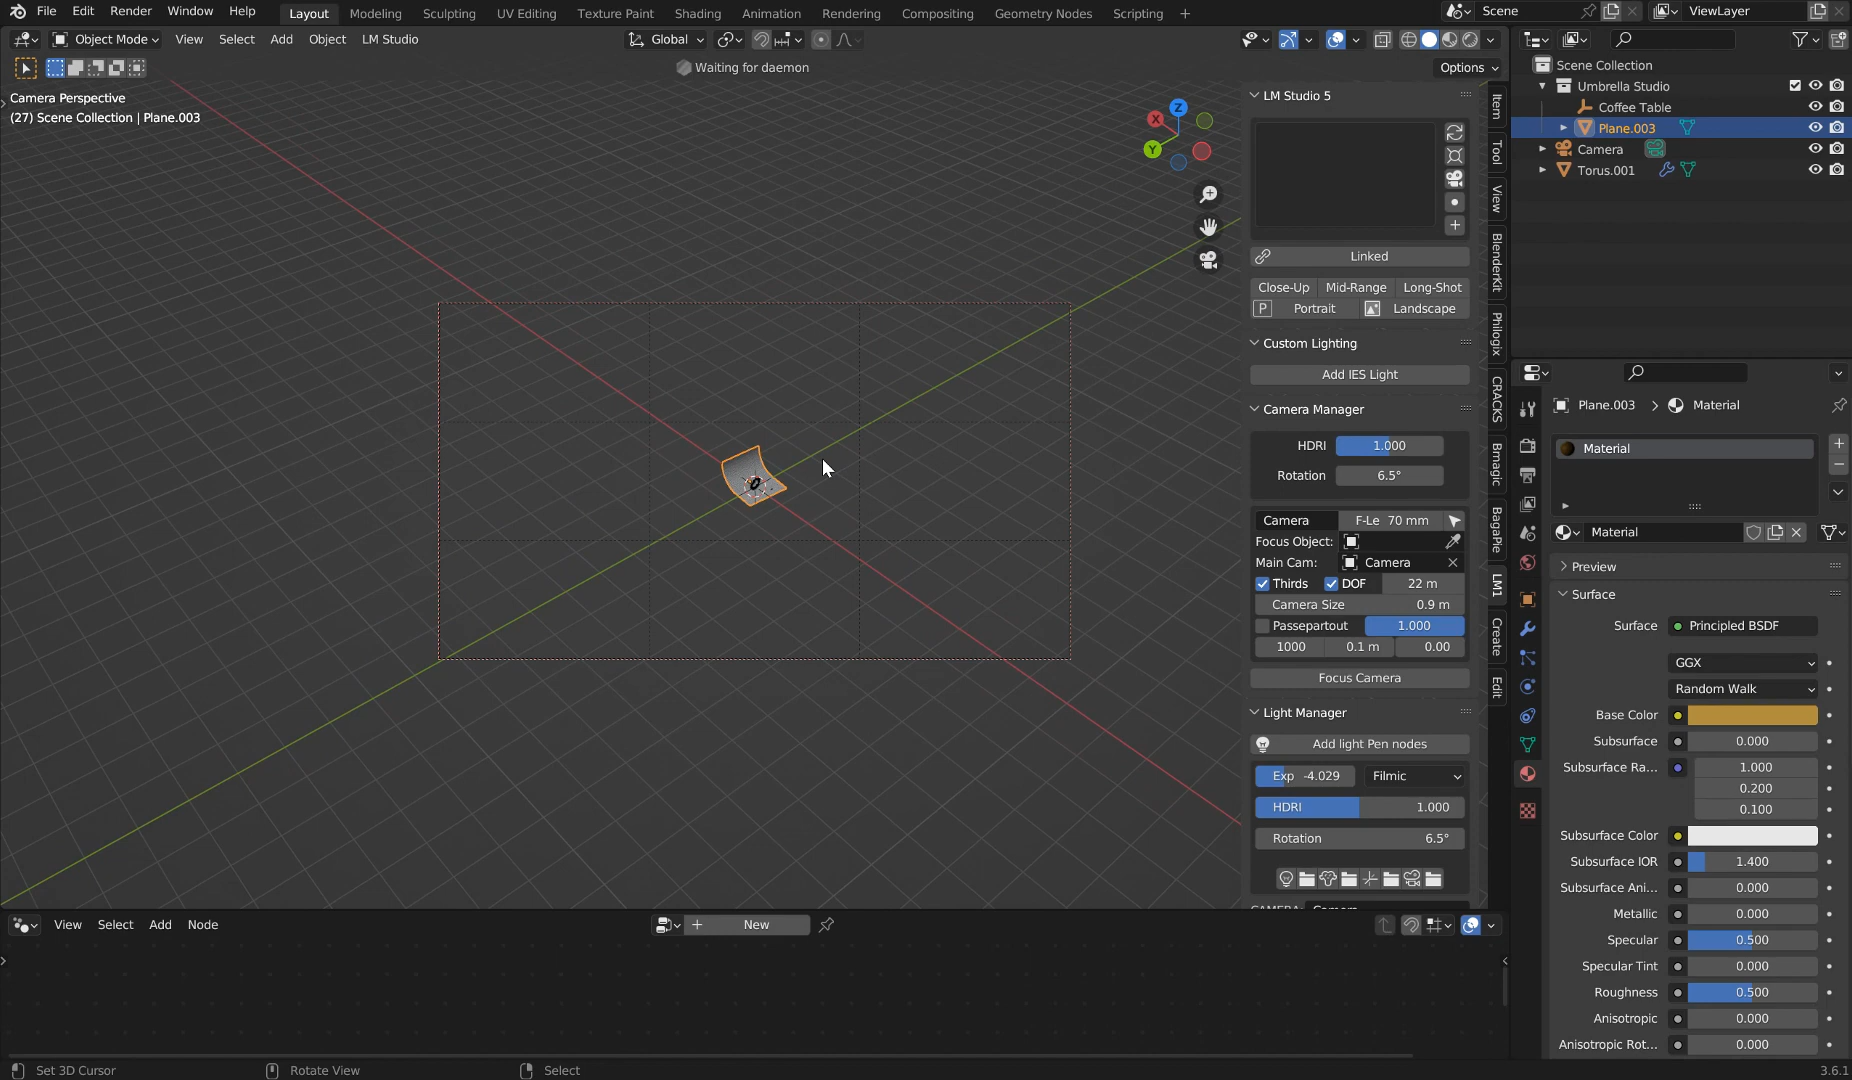 File Edit Render Window Help Layout Modeling Sculpting UV Editing Texture Paint Shading Animation Rendering Compositing Geometry Nodes Scripting + Scene ViewLayer
Object Mode View Select Add Object LM Studio Global
Waiting for daemon Options
Camera Perspective
(27) Scene Collection | Plane.003
X Y Z
LM Studio 5
Linked
Close-Up Mid-Range Long-Shot
P Portrait Landscape
Custom Lighting
Add IES Light
Camera Manager
HDRI 1.000
Rotation 6.5°
Camera F-Le 70 mm
Focus Object:
Main Cam: Camera
Thirds DOF 22 m
Camera Size 0.9 m
Passepartout 1.000
1000 0.1 m 0.00
Focus Camera
Light Manager
Add light Pen nodes
Exp -4.029 Filmic
HDRI 1.000
Rotation 6.5°
Item
Tool
View
BlenderKit
Philogix
CRACKS
Bmagic
BagaPie
LM1
Create
Edit
Scene Collection
Umbrella Studio
Coffee Table
Plane.003
Camera
Torus.001
Plane.003 > Material
Material
Material
Preview
Surface
Surface Principled BSDF
GGX
Random Walk
Base Color
Subsurface 0.000
Subsurface Ra... 1.000
0.200
0.100
Subsurface Color
Subsurface IOR 1.400
Subsurface Ani... 0.000
Metallic 0.000
Specular 0.500
Specular Tint 0.000
Roughness 0.500
Anisotropic 0.000
Anisotropic Rot... 0.000
View Select Add Node + New
Set 3D Cursor Rotate View Select 3.6.1